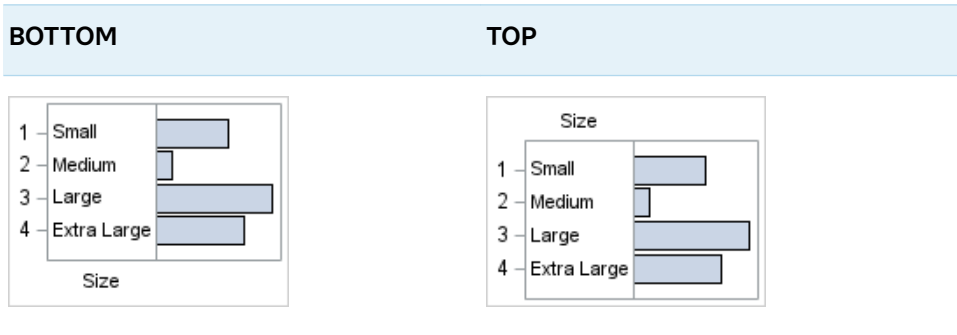 BOTTOM
TOP
1 Small
2 Medium
3 Large
4 Extra Large
Size
Size
1 Small
2 Medium
3 Large
4 Extra Large